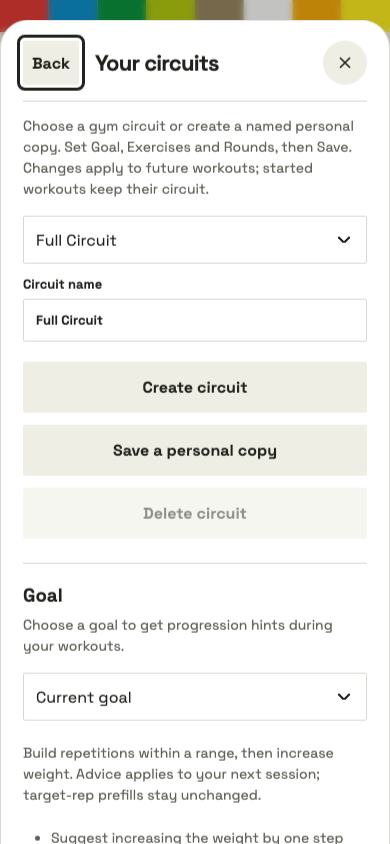 Back
Your circuits
Choose a gym circuit or create a named personal
copy. Set Goal, Exercises and Rounds, then Save.
Changes apply to future workouts; started
workouts keep their circuit.
Full Circuit
Circuit name
Full Circuit
Create circuit
Save a personal copy
Delete circuit
Goal
Choose a goal to get progression hints during
your workouts.
Current goal
Build repetitions within a range, then increase
weight. Advice applies to your next session;
target-rep prefills stay unchanged.
• Suggest increasing the weight by one step